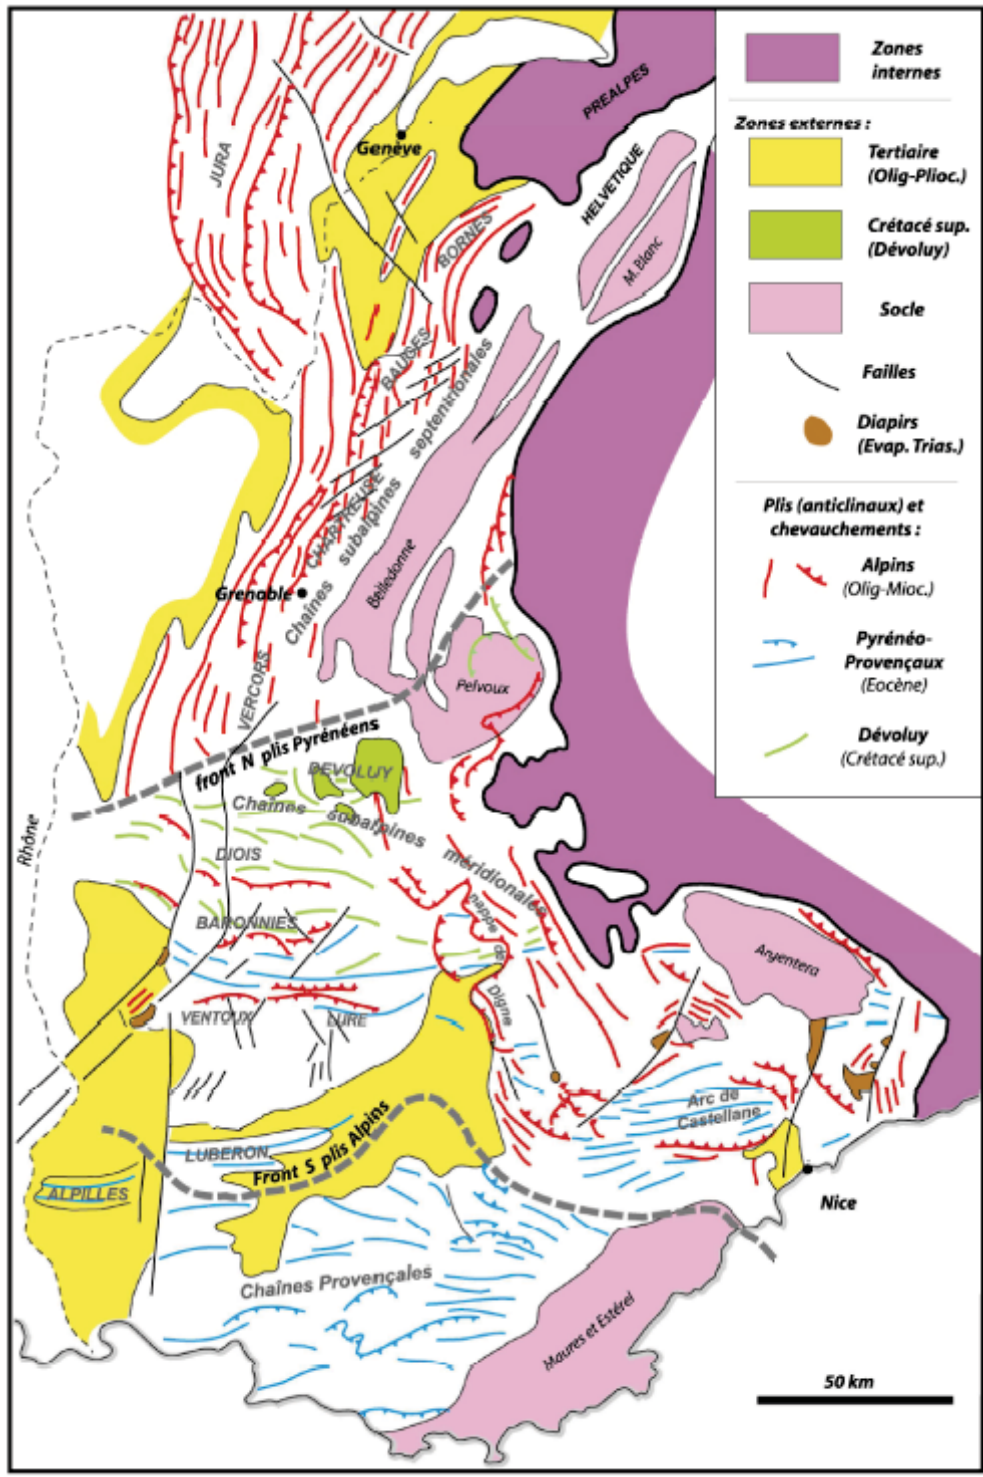 Zones
internes
Zones externes :
Tertiaire
(Olig-Plioc.)
Crétacé sup.
(Dévoluy)
Socle
Failles
Diapirs
(Evap. Trias.)
Plis (anticlinaux) et
chevauchements :
Alpins
(Olig-Mioc.)
Pyrénéo-
Provençaux
(Eocène)
Dévoluy
(Crétacé sup.)
PREALPES
JURA
Genève
HELVETIQUE
M. Blanc
BORNES
BAUGES
Chaînes subalpines septentrionales
CHARTREUSE
Belledonne
Grenoble
VERCORS
Pelvoux
front N plis Pyrénéens
DEVOLUY
Chaînes subalpines méridionales
Rhône
DIOIS
BARONNIES
nappe de Digne
Argentera
VENTOUX
LURE
Arc de
Castellane
Front S plis Alpins
LUBERON
ALPILLES
Nice
Chaînes Provençales
Maures et Estérel
50 km